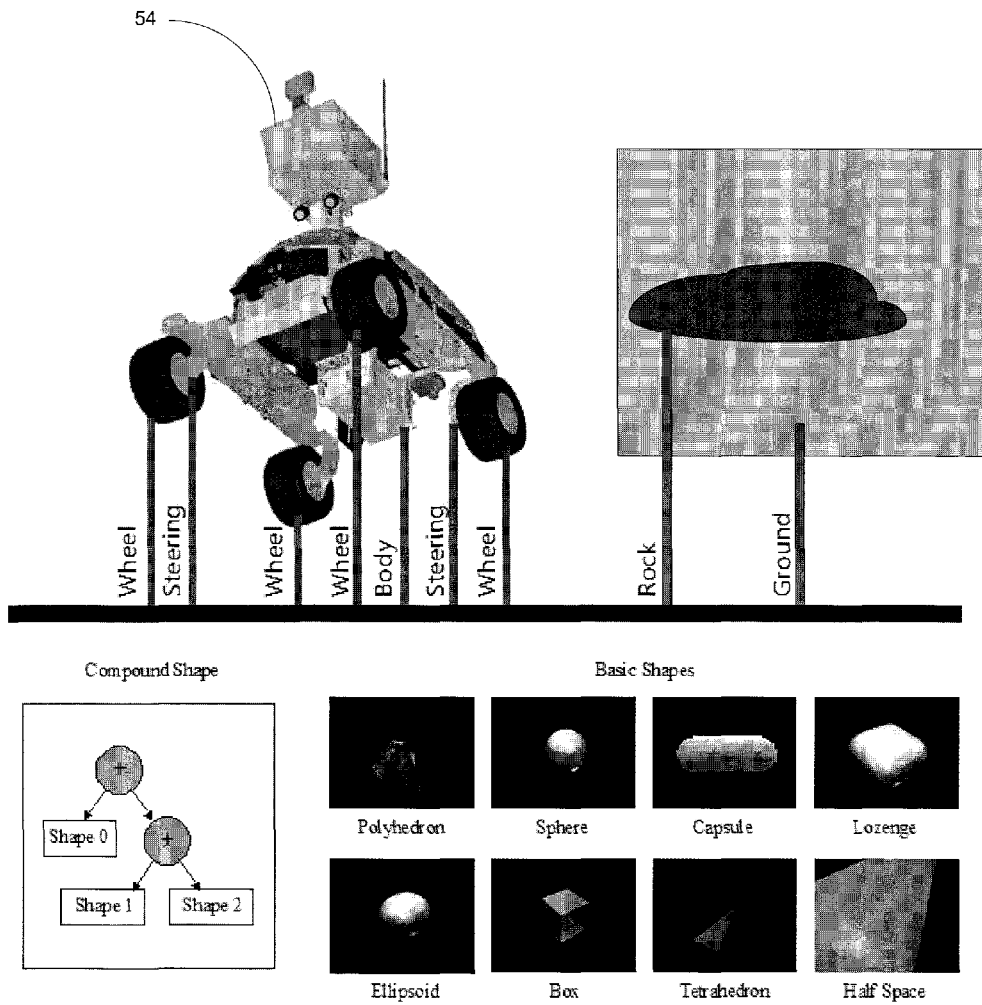 54
Wheel
Steering
Wheel
Wheel
Body
Steering
Wheel
Rock
Ground
Compound Shape
Basic Shapes
+
Shape 0
+
Shape 1
Shape 2
Polyhedron
Sphere
Capsule
Lozenge
Ellipsoid
Box
Tetrahedron
Half Space